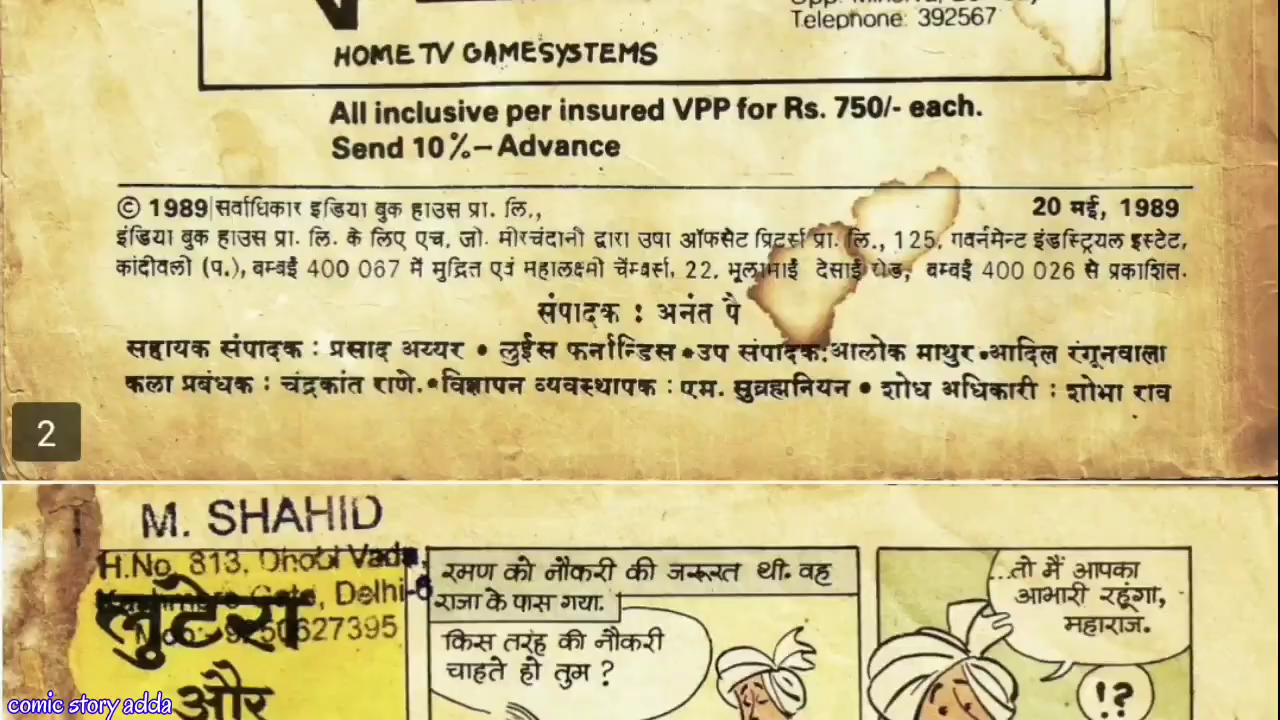 Telephone: 392567
HOME TV GAMESYSTEMS
All inclusive per insured VPP for Rs. 750/- each.
Send 10%-Advance
© 1989 सर्वाधिकार इंडिया बुक हाउस प्रा. लि.,
20 मई, 1989
इंडिया बुक हाउस प्रा. लि. के लिए एच. जी. मीरचंदानी द्वारा उषा ऑफसेट प्रिंटर्स प्रा. लि., 125, गवर्नमेन्ट इंडस्ट्रियल इस्टेट,
कांदीवली (प.), बम्बई 400 067 में मुद्रित एवं महालक्ष्मी चेंम्बर्स, 22, भूलाभाई देसाई रोड, बम्बई 400 026 से प्रकाशित.
संपादक : अनंत पै
सहायक संपादक : प्रसाद अय्यर • लुईस फर्नान्डिस • उप संपादक: आलोक माथुर • आदिल रंगूनवाला
कला प्रबंधक : चंद्रकांत राणे. • विज्ञापन व्यवस्थापक : एम. सुब्रह्मनियन • शोध अधिकारी : शोभा राव
2
M. SHAHID
H.No. 813, Dhobi Vada,
Delhi-6
लुटेरा
और
रमण को नौकरी की जरूरत थी. वह
राजा के पास गया.
किस तरह की नौकरी
चाहते हो तुम ?
...तो मैं आपका
आभारी रहूंगा,
महाराज.
!?
comic story adda